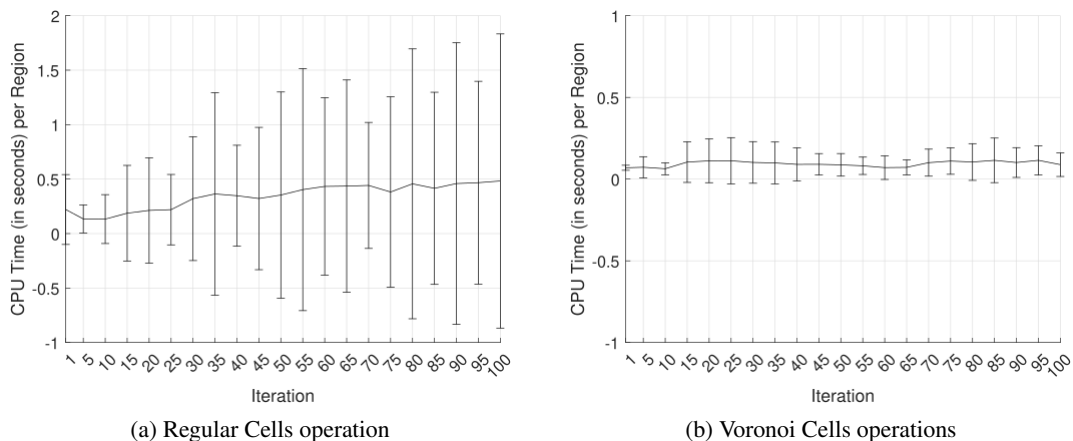 2
1.5
1
0.5
0
-0.5
-1
CPU Time (in seconds) per Region
1 5 10 15 20 25 30 35 40 45 50 55 60 65 70 75 80 85 90 95 100
Iteration
(a) Regular Cells operation
1
0.5
0
-0.5
-1
CPU Time (in seconds) per Region
1 5 10 15 20 25 30 35 40 45 50 55 60 65 70 75 80 85 90 95 100
Iteration
(b) Voronoi Cells operations